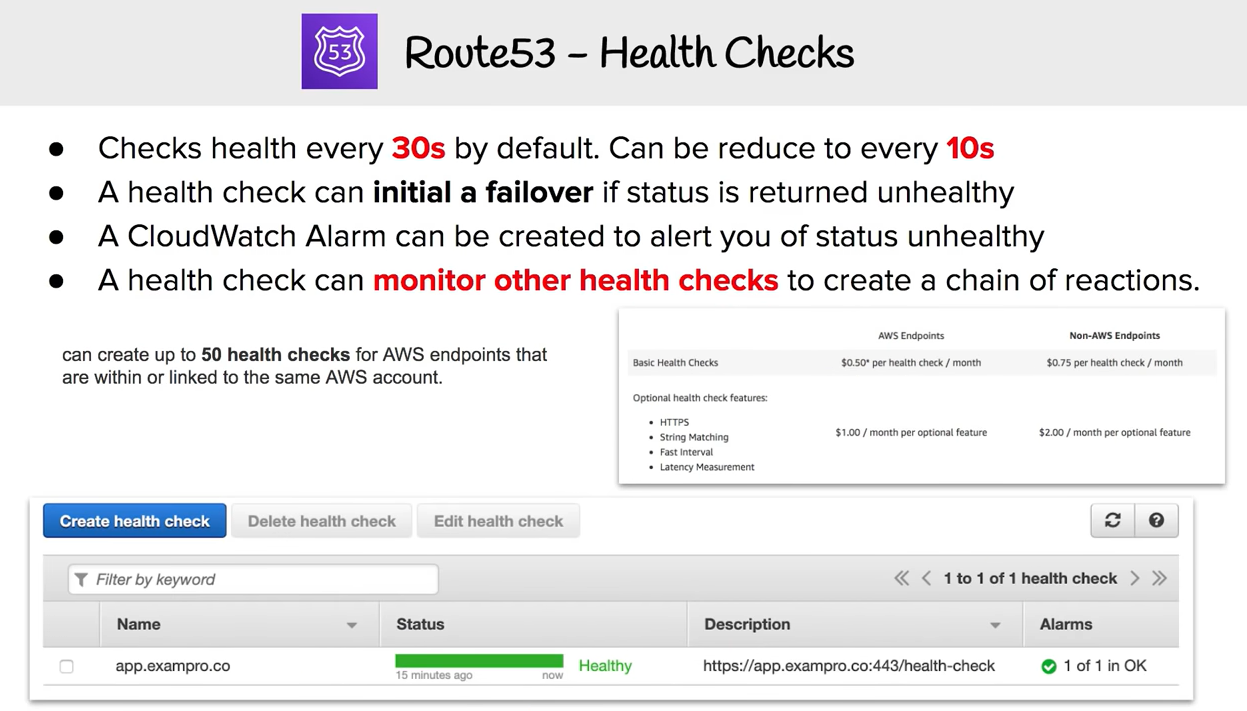 53
Route53 – Health Checks
● Checks health every 30s by default. Can be reduce to every 10s
● A health check can initial a failover if status is returned unhealthy
● A CloudWatch Alarm can be created to alert you of status unhealthy
● A health check can monitor other health checks to create a chain of reactions.
can create up to 50 health checks for AWS endpoints that
are within or linked to the same AWS account.
AWS Endpoints Non-AWS Endpoints
Basic Health Checks $0.50* per health check / month $0.75 per health check / month
Optional health check features:
• HTTPS
• String Matching
$1.00 / month per optional feature $2.00 / month per optional feature
• Fast Interval
• Latency Measurement
Create health check Delete health check Edit health check
Filter by keyword 1 to 1 of 1 health check
Name Status Description Alarms
app.exampro.co Healthy https://app.exampro.co:443/health-check 1 of 1 in OK
15 minutes ago now